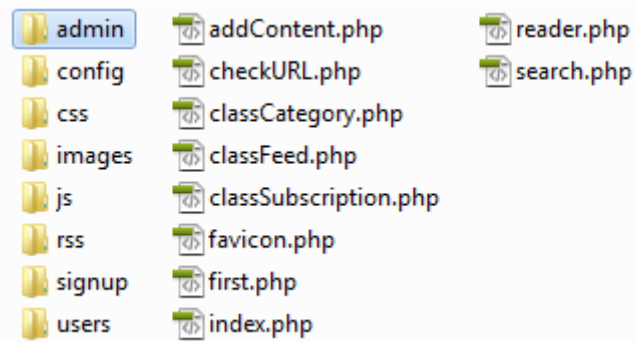 admin
config
css
images
js
rss
signup
users
addContent.php
checkURL.php
classCategory.php
classFeed.php
classSubscription.php
favicon.php
first.php
index.php
reader.php
search.php